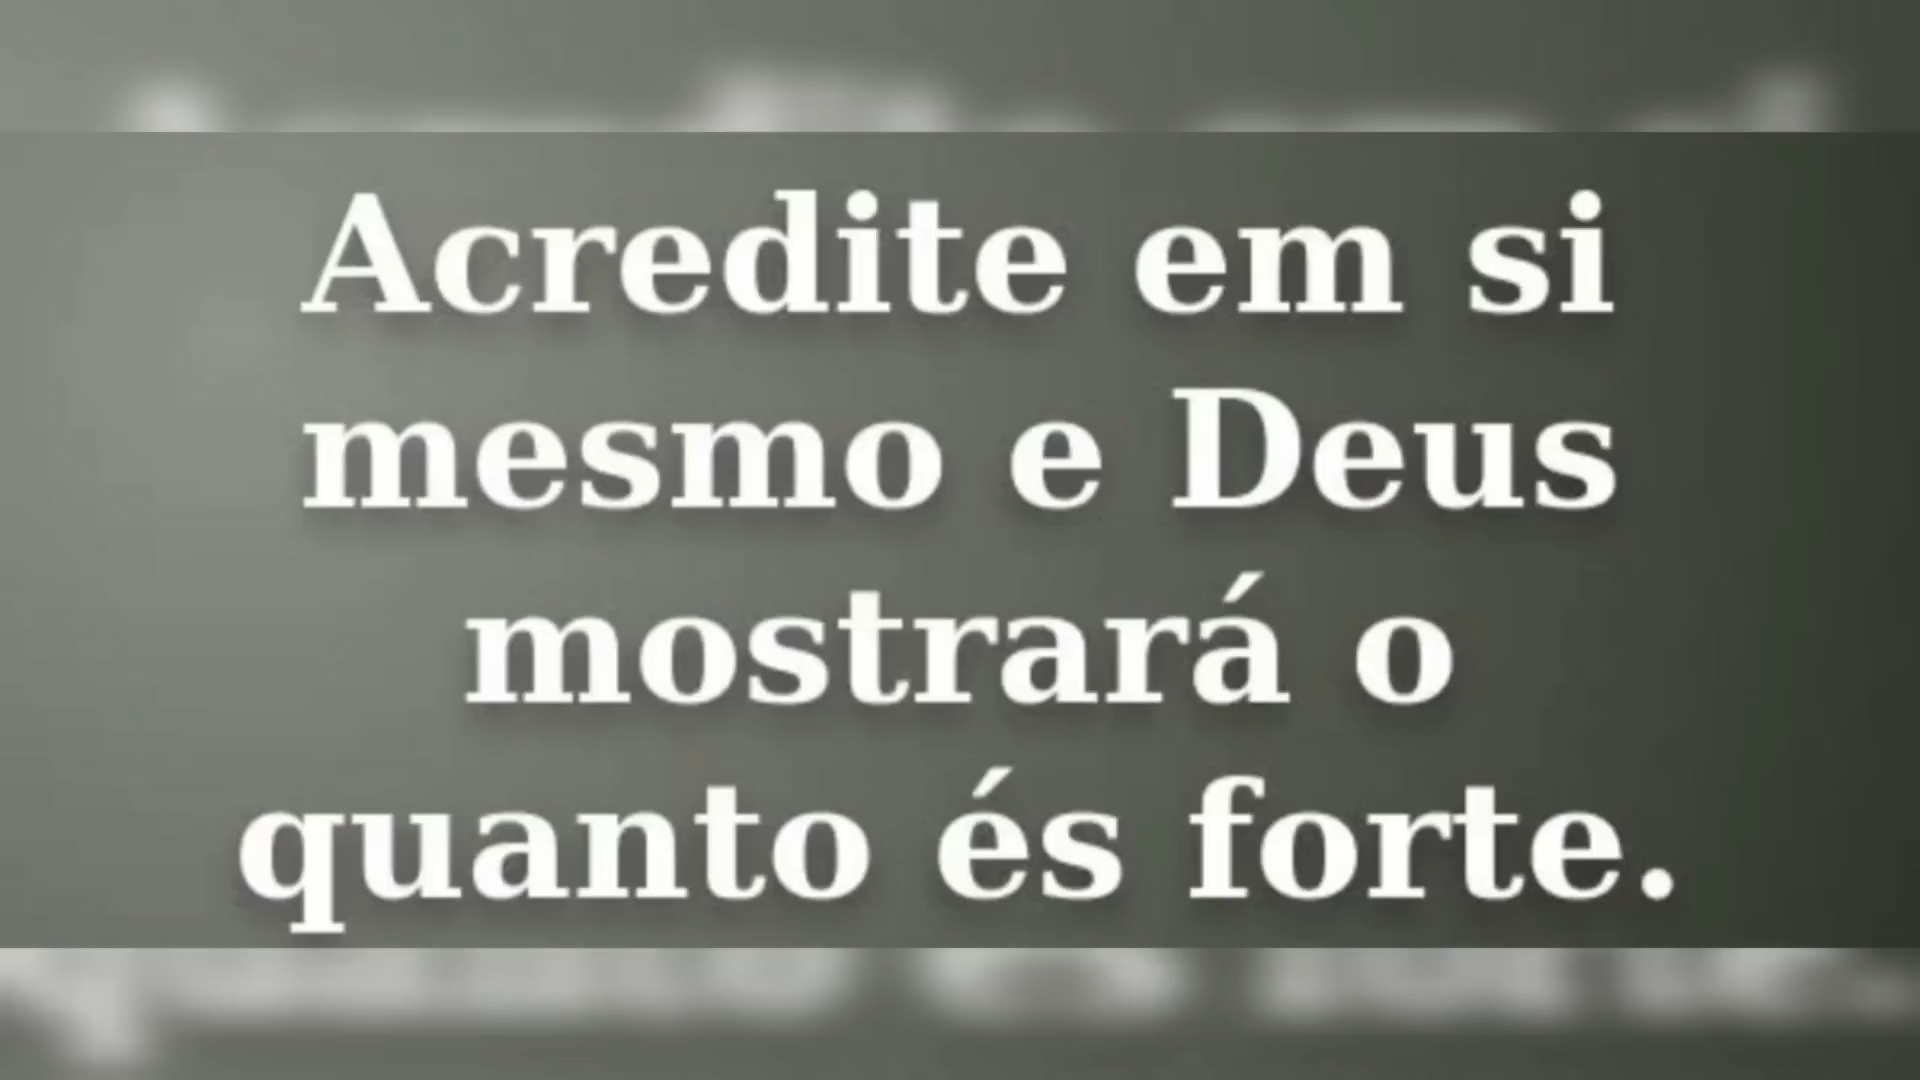 Acredite em si
mesmo e Deus
mostrará o
quanto és forte.